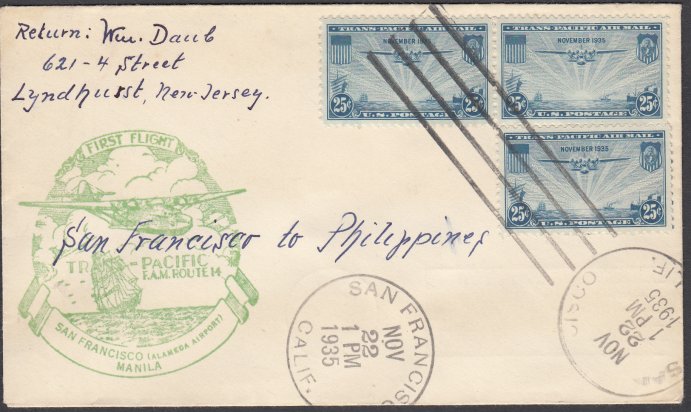 Return: Wm. Daub
621-4 Street
Lyndhurst, New-Jersey.
TRANS-PACIFIC AIR MAIL
NOVEMBER 1935
25¢ 25¢
U.S. POSTAGE
TRANS-PACIFIC AIR MAIL
NOVEMBER 1935
25¢ 25¢
U.S. POSTAGE
TRANS-PACIFIC AIR MAIL
NOVEMBER 1935
25¢ 25¢
U.S. POSTAGE
FIRST FLIGHT
San Francisco to Philippines
TRANS-PACIFIC
F.A.M. ROUTE 14
SAN FRANCISCO (ALAMEDA AIRPORT)
MANILA
SAN FRANCISCO
NOV
22
1 PM
1935
CALIF.
NOV
22
1 PM
1935